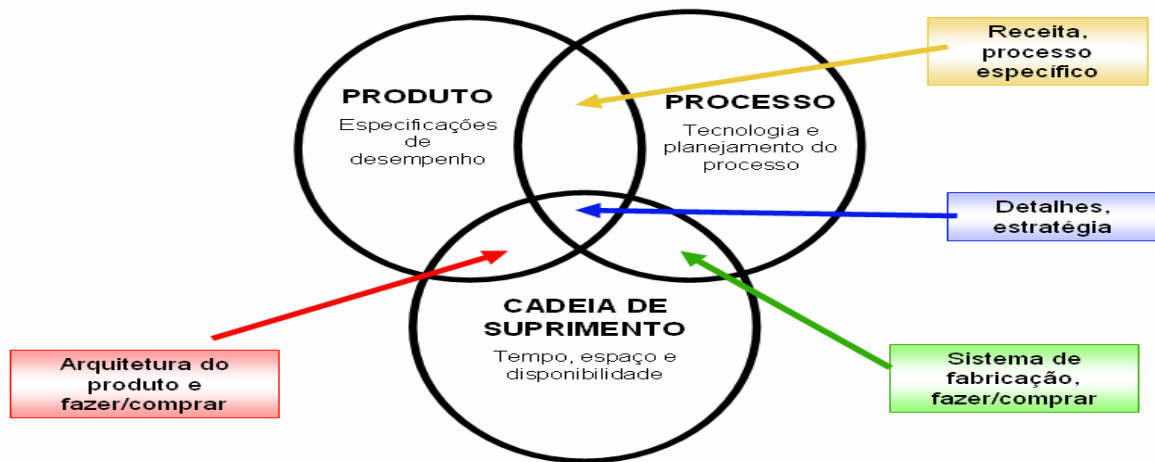 Receita,
processo
específico
PRODUTO
Especificações
de
desempenho
PROCESSO
Tecnologia e
planejamento do
processo
Detalhes,
estratégia
CADEIA DE
SUPRIMENTO
Tempo, espaço e
disponibilidade
Arquitetura do
produto e
fazer/comprar
Sistema de
fabricação,
fazer/comprar